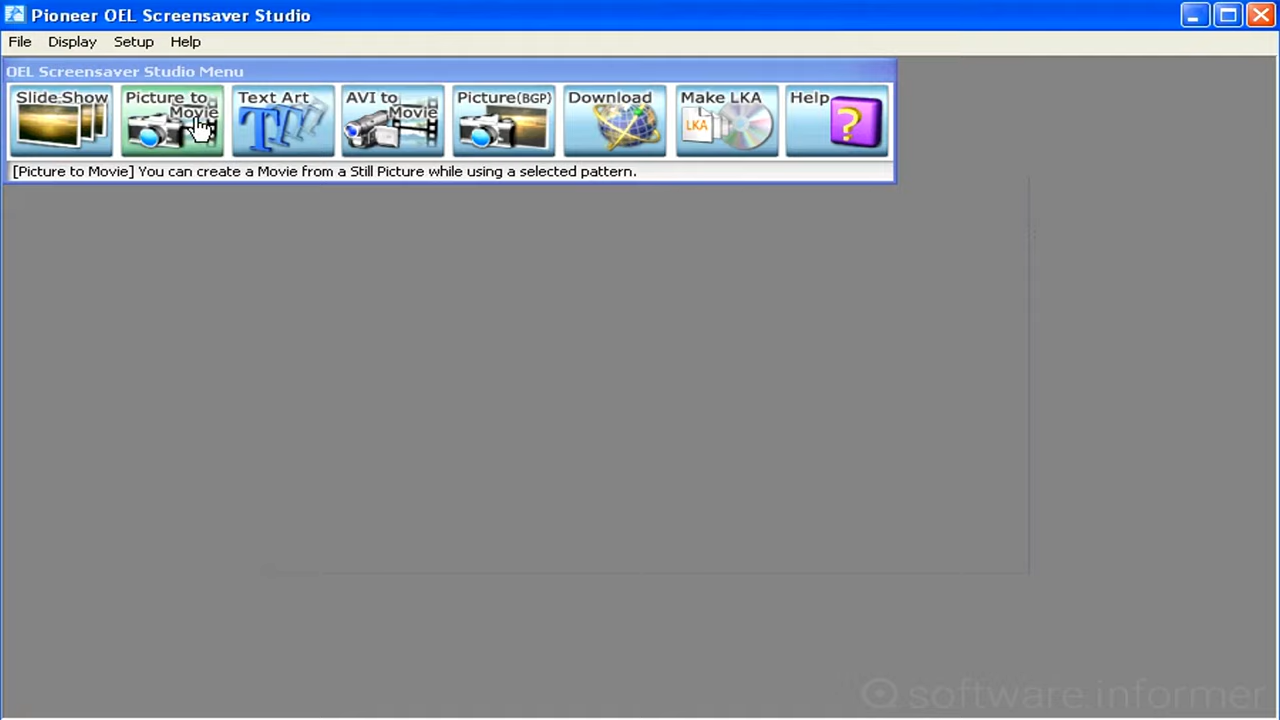 Pioneer OEL Screensaver Studio
File Display Setup Help
OEL Screensaver Studio Menu
Slide Show
Picture to Movie
Text Art
AVI to Movie
Picture(BGP)
Download
Make LKA
LKA
Help
?
[Picture to Movie] You can create a Movie from a Still Picture while using a selected pattern.
software.informer